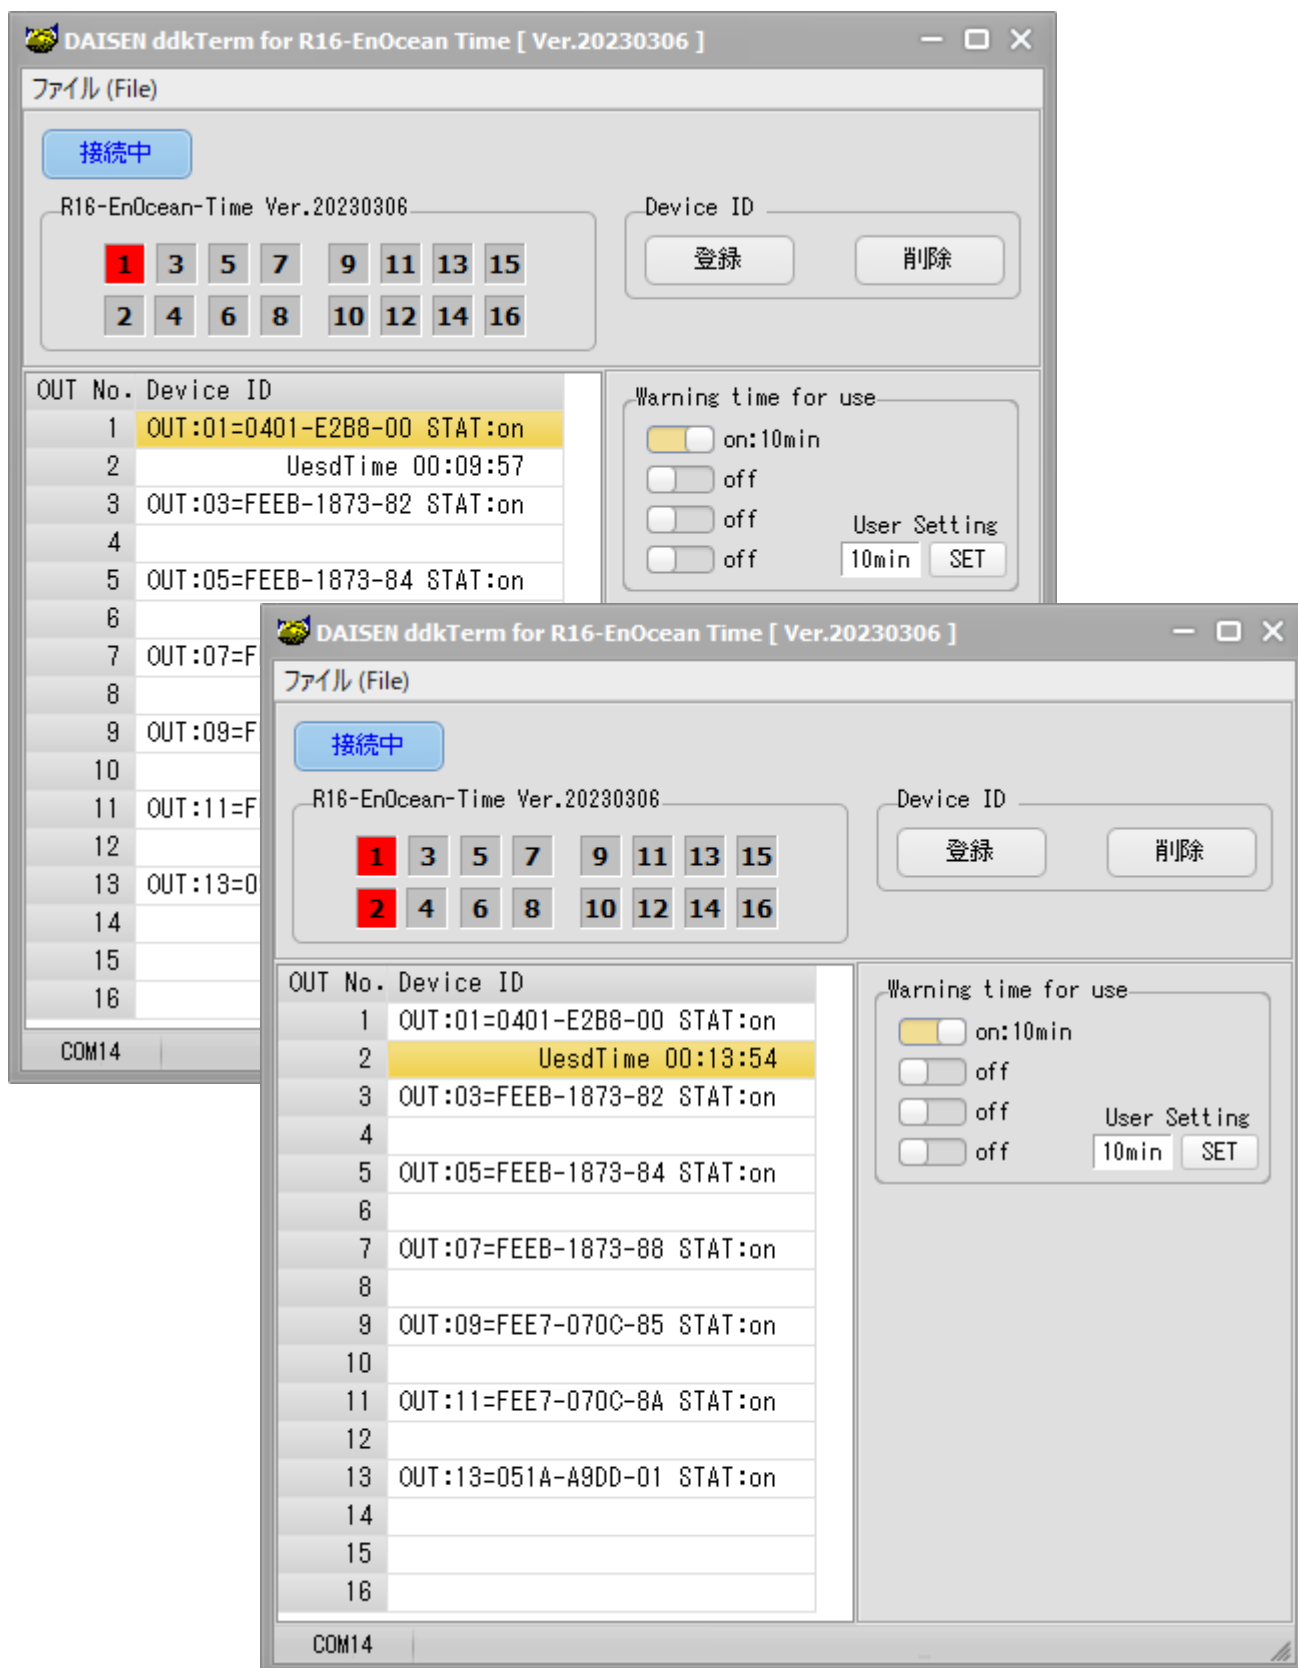 DAISEN ddkTerm for R16-EnOcean Time [ Ver.20230306 ]
ファイル (File)
接続中
R16-EnOcean-Time Ver.20230306
1 3 5 7 9 11 13 15
2 4 6 8 10 12 14 16
Device ID
登録 削除
OUT No. Device ID
1 OUT:01=0401-E2B8-00 STAT:on
2 UesdTime 00:09:57
3 OUT:03=FEEB-1873-82 STAT:on
4
5 OUT:05=FEEB-1873-84 STAT:on
6
7 OUT:07=F
8
9 OUT:09=F
10
11 OUT:11=F
12
13 OUT:13=0
14
15
16
Warning time for use
on:10min
off
off
off
User Setting
10min SET
COM14
DAISEN ddkTerm for R16-EnOcean Time [ Ver.20230306 ]
ファイル (File)
接続中
R16-EnOcean-Time Ver.20230306
1 3 5 7 9 11 13 15
2 4 6 8 10 12 14 16
Device ID
登録 削除
OUT No. Device ID
1 OUT:01=0401-E2B8-00 STAT:on
2 UesdTime 00:13:54
3 OUT:03=FEEB-1873-82 STAT:on
4
5 OUT:05=FEEB-1873-84 STAT:on
6
7 OUT:07=FEEB-1873-88 STAT:on
8
9 OUT:09=FEE7-070C-85 STAT:on
10
11 OUT:11=FEE7-070C-8A STAT:on
12
13 OUT:13=051A-A9DD-01 STAT:on
14
15
16
Warning time for use
on:10min
off
off
off
User Setting
10min SET
COM14